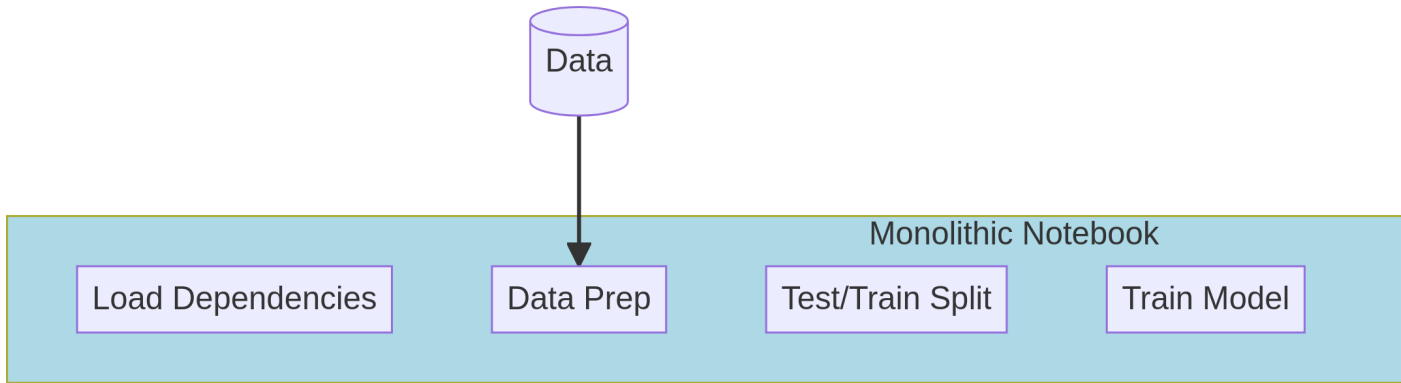 Data
Monolithic Notebook
Load Dependencies
Data Prep
Test/Train Split
Train Model